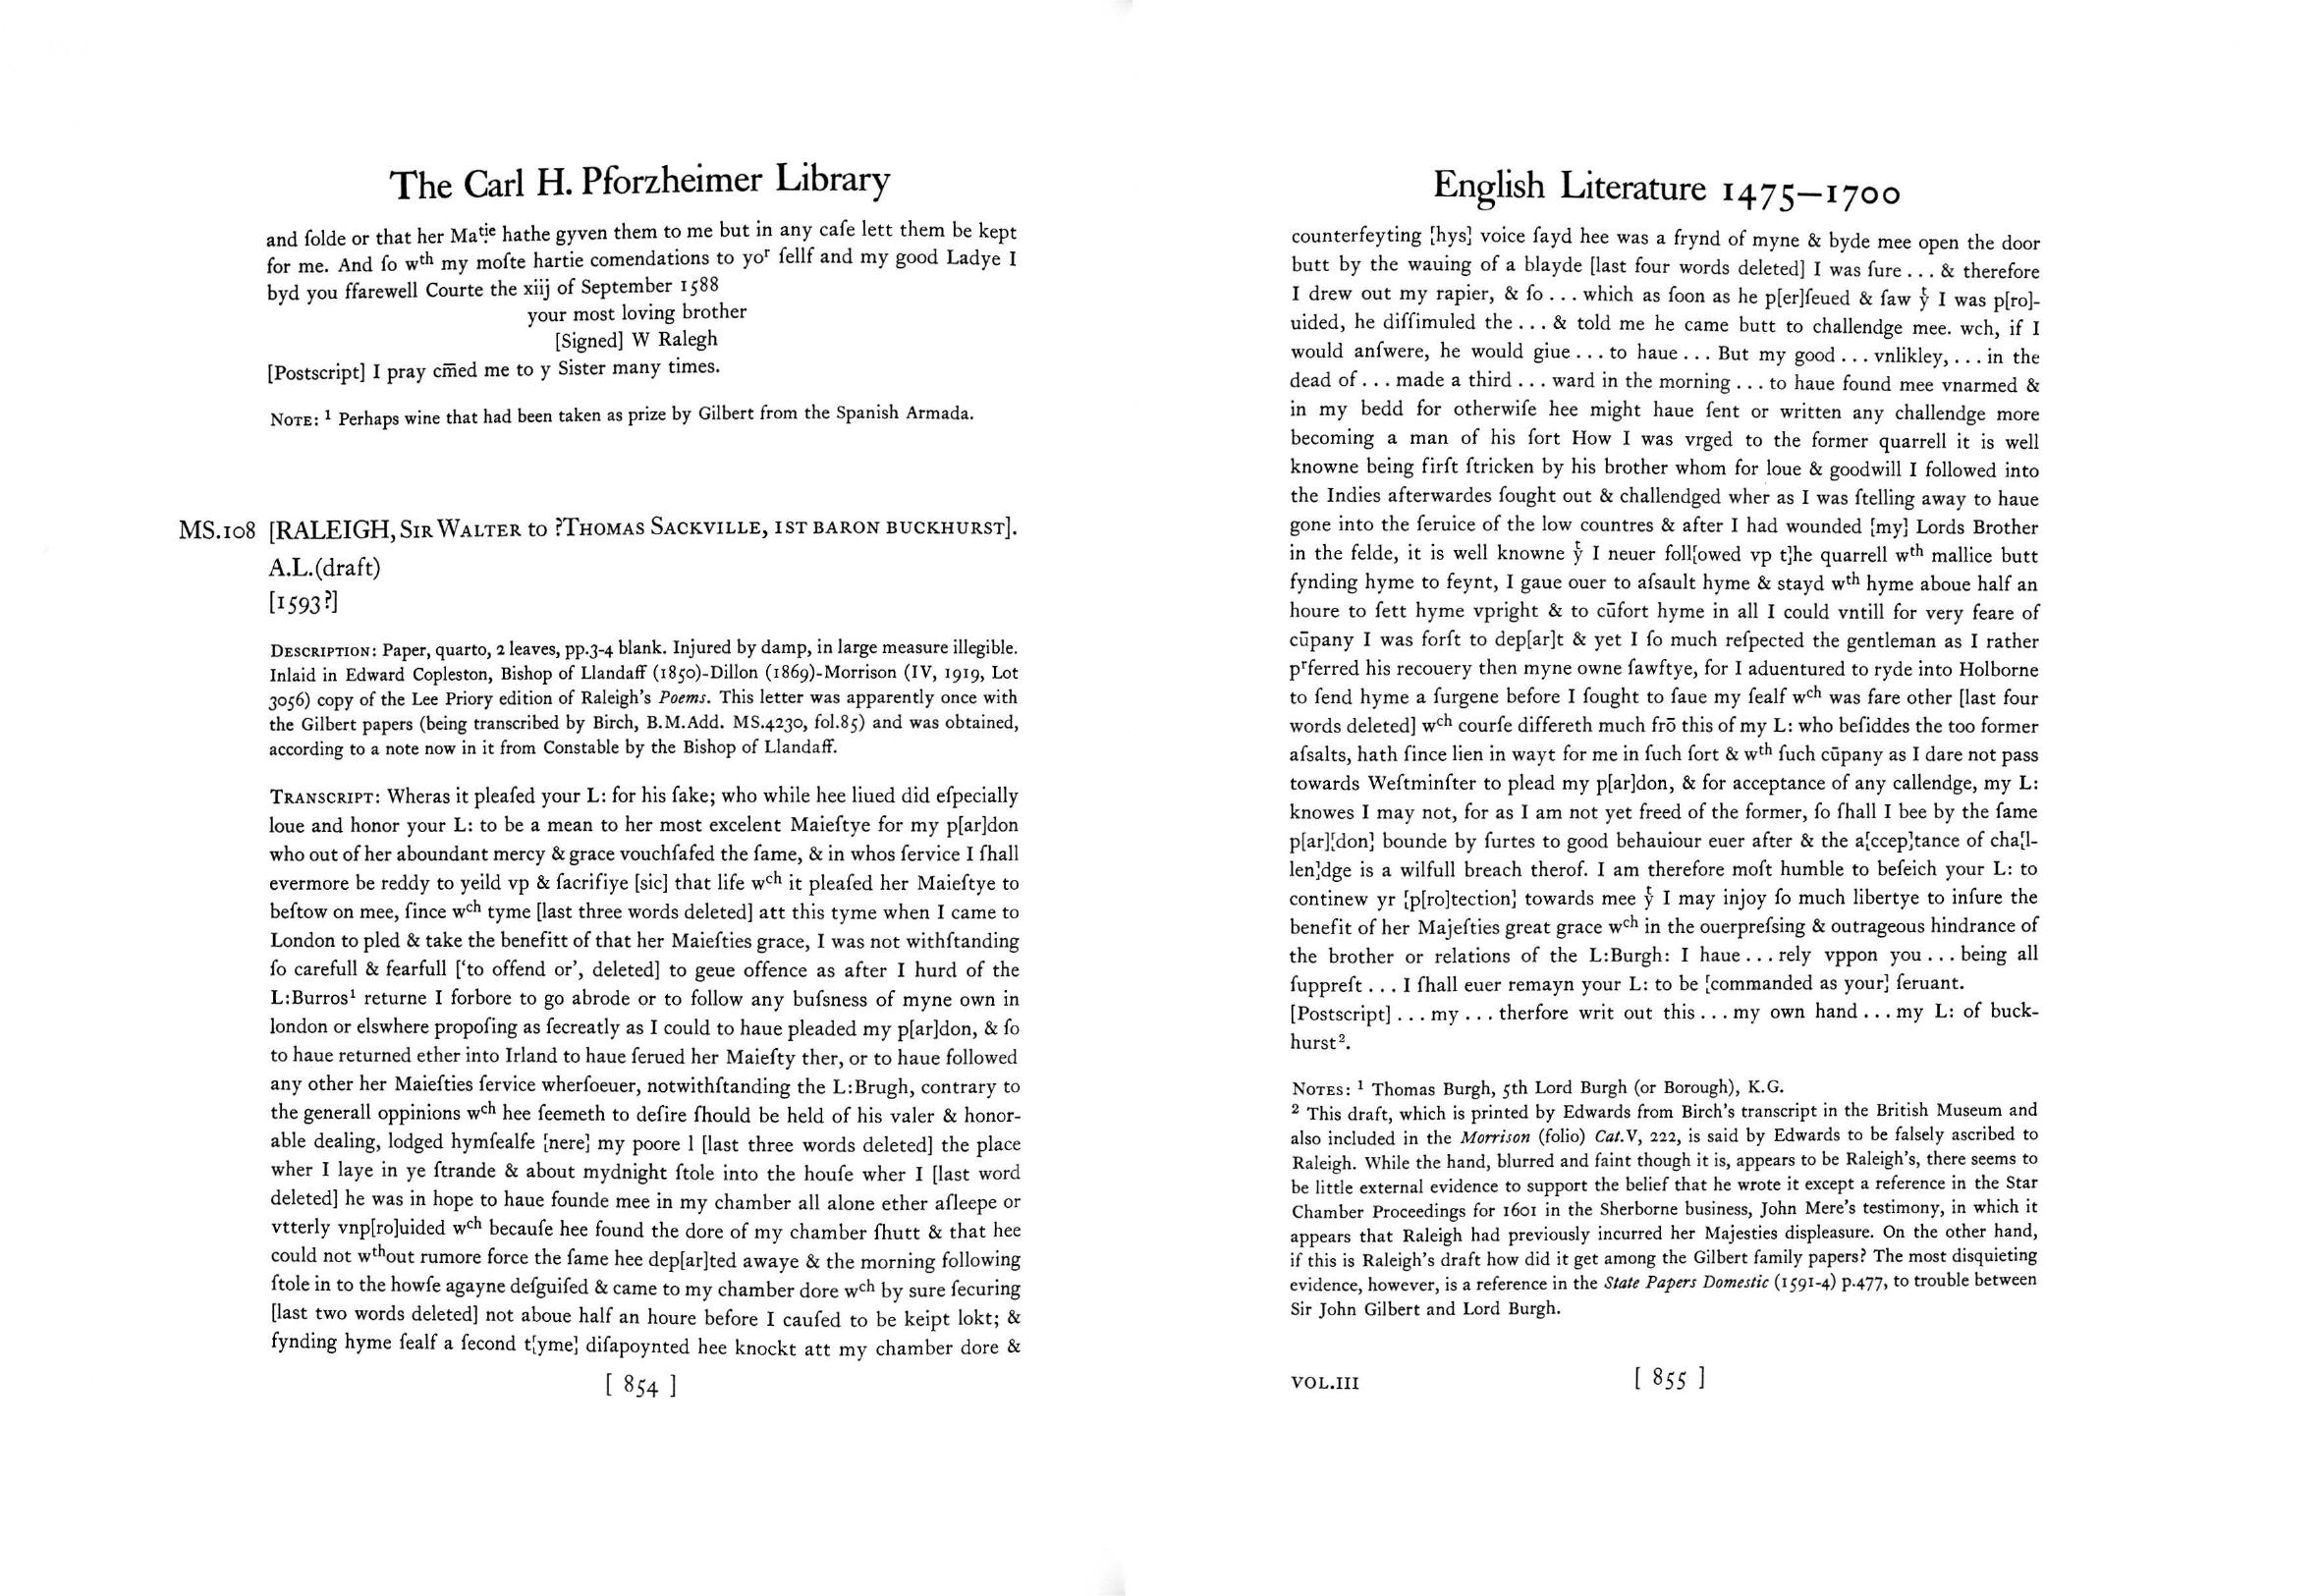 The Carl H. Pforzheimer Library
and ſolde or that her Maᵗⁱᵉ hathe gyven them to me but in any caſe lett them be kept
for me. And ſo wᵗʰ my moſte hartie comendations to yoʳ ſellf and my good Ladye I
byd you ffarewell Courte the xiij of September 1588
your most loving brother
[Signed] W Ralegh
[Postscript] I pray cm̅ed me to y Sister many times.
NOTE: ¹ Perhaps wine that had been taken as prize by Gilbert from the Spanish Armada.
MS.108 [RALEIGH, SIR WALTER to ?THOMAS SACKVILLE, 1ST BARON BUCKHURST].
A.L.(draft)
[1593?]
DESCRIPTION: Paper, quarto, 2 leaves, pp.3-4 blank. Injured by damp, in large measure illegible.
Inlaid in Edward Copleston, Bishop of Llandaff (1850)-Dillon (1869)-Morrison (IV, 1919, Lot
3056) copy of the Lee Priory edition of Raleigh's Poems. This letter was apparently once with
the Gilbert papers (being transcribed by Birch, B.M.Add. MS.4230, fol.85) and was obtained,
according to a note now in it from Constable by the Bishop of Llandaff.
TRANSCRIPT: Wheras it pleaſed your L: for his ſake; who while hee liued did eſpecially
loue and honor your L: to be a mean to her most excelent Maieſtye for my p[ar]don
who out of her aboundant mercy & grace vouchſafed the ſame, & in whos ſervice I ſhall
evermore be reddy to yeild vp & ſacrifiye [sic] that life wᶜʰ it pleaſed her Maieſtye to
beſtow on mee, ſince wᶜʰ tyme [last three words deleted] att this tyme when I came to
London to pled & take the benefitt of that her Maieſties grace, I was not withſtanding
ſo carefull & fearfull ['to offend or', deleted] to geue offence as after I hurd of the
L:Burros¹ returne I forbore to go abrode or to follow any buſsness of myne own in
london or elswhere propoſing as ſecreatly as I could to haue pleaded my p[ar]don, & ſo
to haue returned ether into Irland to haue ſerued her Maieſty ther, or to haue followed
any other her Maieſties ſervice wherſoeuer, notwithſtanding the L:Brugh, contrary to
the generall oppinions wᶜʰ hee ſeemeth to deſire ſhould be held of his valer & honor-
able dealing, lodged hymſealfe [nere] my poore l [last three words deleted] the place
wher I laye in ye ſtrande & about mydnight ſtole into the houſe wher I [last word
deleted] he was in hope to haue founde mee in my chamber all alone ether aſleepe or
vtterly vnp[ro]uided wᶜʰ becauſe hee found the dore of my chamber ſhutt & that hee
could not wᵗʰout rumore force the ſame hee dep[ar]ted awaye & the morning following
ſtole in to the howſe agayne deſguiſed & came to my chamber dore wᶜʰ by sure ſecuring
[last two words deleted] not aboue half an houre before I cauſed to be keipt lokt; &
fynding hyme ſealf a ſecond t[yme] diſapoynted hee knockt att my chamber dore &
[ 854 ]
English Literature 1475–1700
counterfeyting [hys] voice ſayd hee was a frynd of myne & byde mee open the door
butt by the wauing of a blayde [last four words deleted] I was ſure . . . & therefore
I drew out my rapier, & ſo . . . which as ſoon as he p[er]ſeued & ſaw yͭ I was p[ro]-
uided, he diſſimuled the . . . & told me he came butt to challendge mee. wch, if I
would anſwere, he would giue . . . to haue . . . But my good . . . vnlikley, . . . in the
dead of . . . made a third . . . ward in the morning . . . to haue found mee vnarmed &
in my bedd for otherwiſe hee might haue ſent or written any challendge more
becoming a man of his ſort How I was vrged to the former quarrell it is well
knowne being firſt ſtricken by his brother whom for loue & goodwill I followed into
the Indies afterwardes ſought out & challendged wher as I was ſtelling away to haue
gone into the ſeruice of the low countres & after I had wounded [my] Lords Brother
in the felde, it is well knowne yͭ I neuer foll[owed vp t]he quarrell wᵗʰ mallice butt
fynding hyme to feynt, I gaue ouer to aſsault hyme & stayd wᵗʰ hyme aboue half an
houre to ſett hyme vpright & to cūfort hyme in all I could vntill for very feare of
cūpany I was forſt to dep[ar]t & yet I ſo much reſpected the gentleman as I rather
pʳferred his recouery then myne owne ſawftye, for I aduentured to ryde into Holborne
to ſend hyme a ſurgene before I ſought to ſaue my ſealf wᶜʰ was fare other [last four
words deleted] wᶜʰ courſe differeth much frō this of my L: who beſiddes the too former
aſsalts, hath ſince lien in wayt for me in ſuch ſort & wᵗʰ ſuch cūpany as I dare not pass
towards Weſtminſter to plead my p[ar]don, & for acceptance of any callendge, my L:
knowes I may not, for as I am not yet freed of the former, ſo ſhall I bee by the ſame
p[ar][don] bounde by ſurtes to good behauiour euer after & the a[ccep]tance of cha[l-
len]dge is a wilfull breach therof. I am therefore moſt humble to beſeich your L: to
continew yr [p[ro]tection] towards mee yͭ I may injoy ſo much libertye to inſure the
benefit of her Majeſties great grace wᶜʰ in the ouerpreſsing & outrageous hindrance of
the brother or relations of the L:Burgh: I haue . . . rely vppon you . . . being all
ſuppreſt . . . I ſhall euer remayn your L: to be [commanded as your] ſeruant.
[Postscript] . . . my . . . therfore writ out this . . . my own hand . . . my L: of buck-
hurst².
NOTES: ¹ Thomas Burgh, 5th Lord Burgh (or Borough), K.G.
² This draft, which is printed by Edwards from Birch's transcript in the British Museum and
also included in the Morrison (folio) Cat.V, 222, is said by Edwards to be falsely ascribed to
Raleigh. While the hand, blurred and faint though it is, appears to be Raleigh's, there seems to
be little external evidence to support the belief that he wrote it except a reference in the Star
Chamber Proceedings for 1601 in the Sherborne business, John Mere's testimony, in which it
appears that Raleigh had previously incurred her Majesties displeasure. On the other hand,
if this is Raleigh's draft how did it get among the Gilbert family papers? The most disquieting
evidence, however, is a reference in the State Papers Domestic (1591-4) p.477, to trouble between
Sir John Gilbert and Lord Burgh.
VOL.III
[ 855 ]